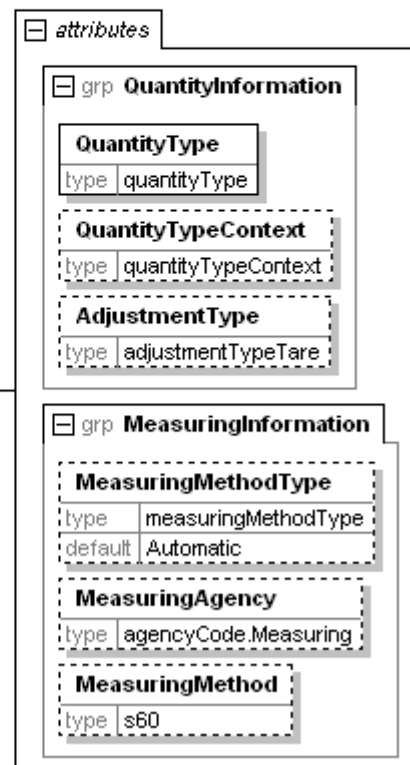 attributes
grp QuantityInformation
QuantityType
type quantityType
QuantityTypeContext
type quantityTypeContext
AdjustmentType
type adjustmentTypeTare
grp MeasuringInformation
MeasuringMethodType
type measuringMethodType
default Automatic
MeasuringAgency
type agencyCode.Measuring
MeasuringMethod
type s60